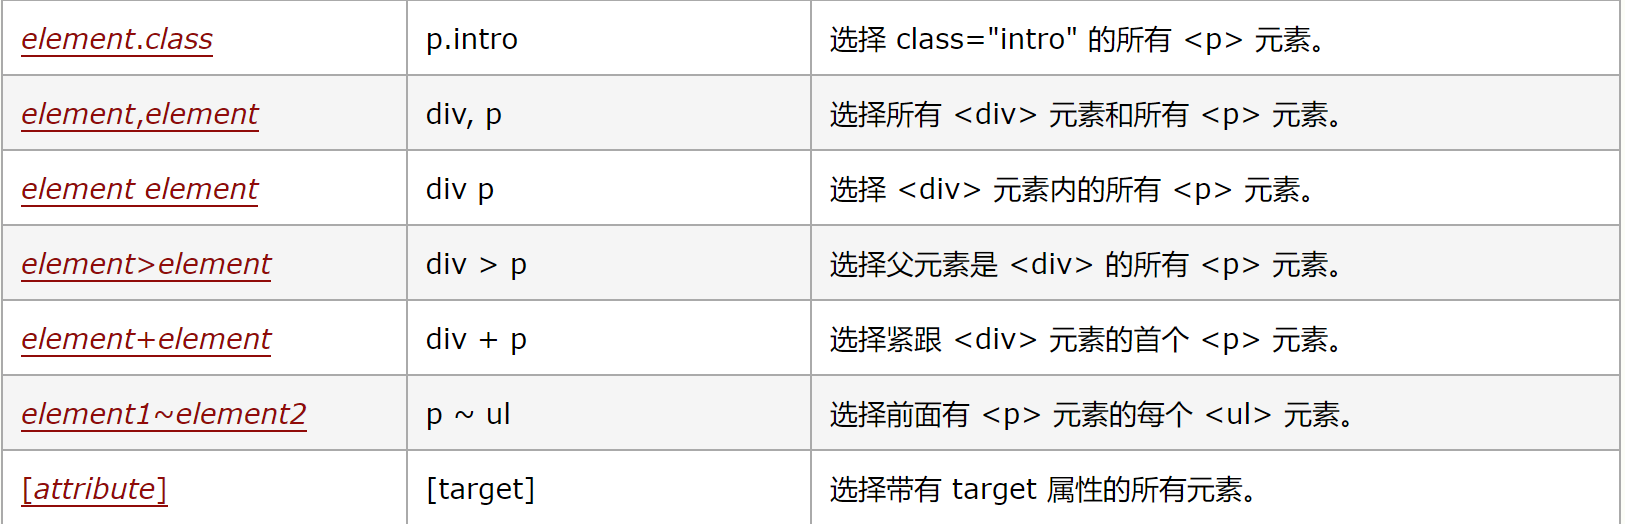 element.class p.intro 选择 class="intro" 的所有 <p> 元素。
element,element div, p 选择所有 <div> 元素和所有 <p> 元素。
element element div p 选择 <div> 元素内的所有 <p> 元素。
element>element div > p 选择父元素是 <div> 的所有 <p> 元素。
element+element div + p 选择紧跟 <div> 元素的首个 <p> 元素。
element1~element2 p ~ ul 选择前面有 <p> 元素的每个 <ul> 元素。
[attribute] [target] 选择带有 target 属性的所有元素。